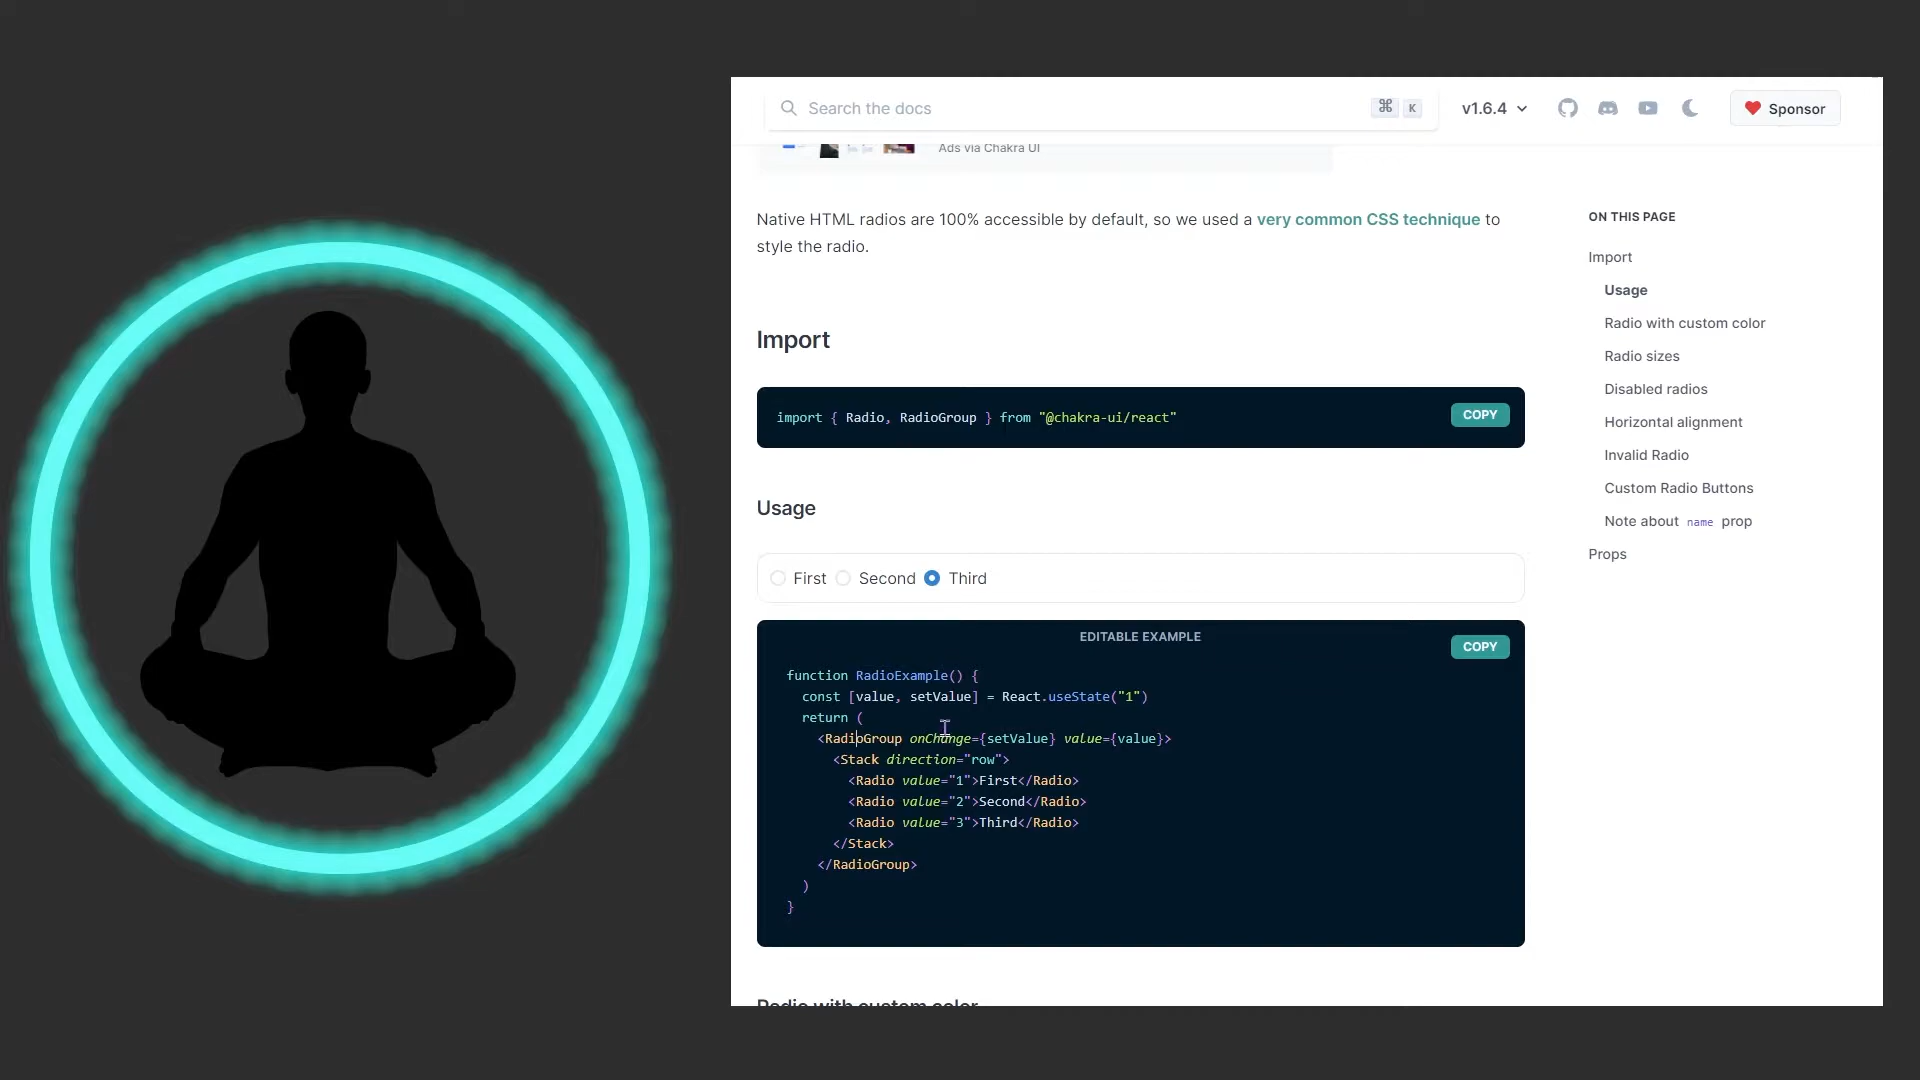 Search the docs
⌘ K
v1.6.4
Sponsor
Ads via Chakra UI
Native HTML radios are 100% accessible by default, so we used a very common CSS technique to
style the radio.
Import
import { Radio, RadioGroup } from "@chakra-ui/react"
COPY
Usage
First Second Third
EDITABLE EXAMPLE
COPY
function RadioExample() {
  const [value, setValue] = React.useState("1")
  return (
    <RadioGroup onChange={setValue} value={value}>
      <Stack direction="row">
        <Radio value="1">First</Radio>
        <Radio value="2">Second</Radio>
        <Radio value="3">Third</Radio>
      </Stack>
    </RadioGroup>
  )
}
Radio with custom color
ON THIS PAGE
Import
Usage
Radio with custom color
Radio sizes
Disabled radios
Horizontal alignment
Invalid Radio
Custom Radio Buttons
Note about name prop
Props